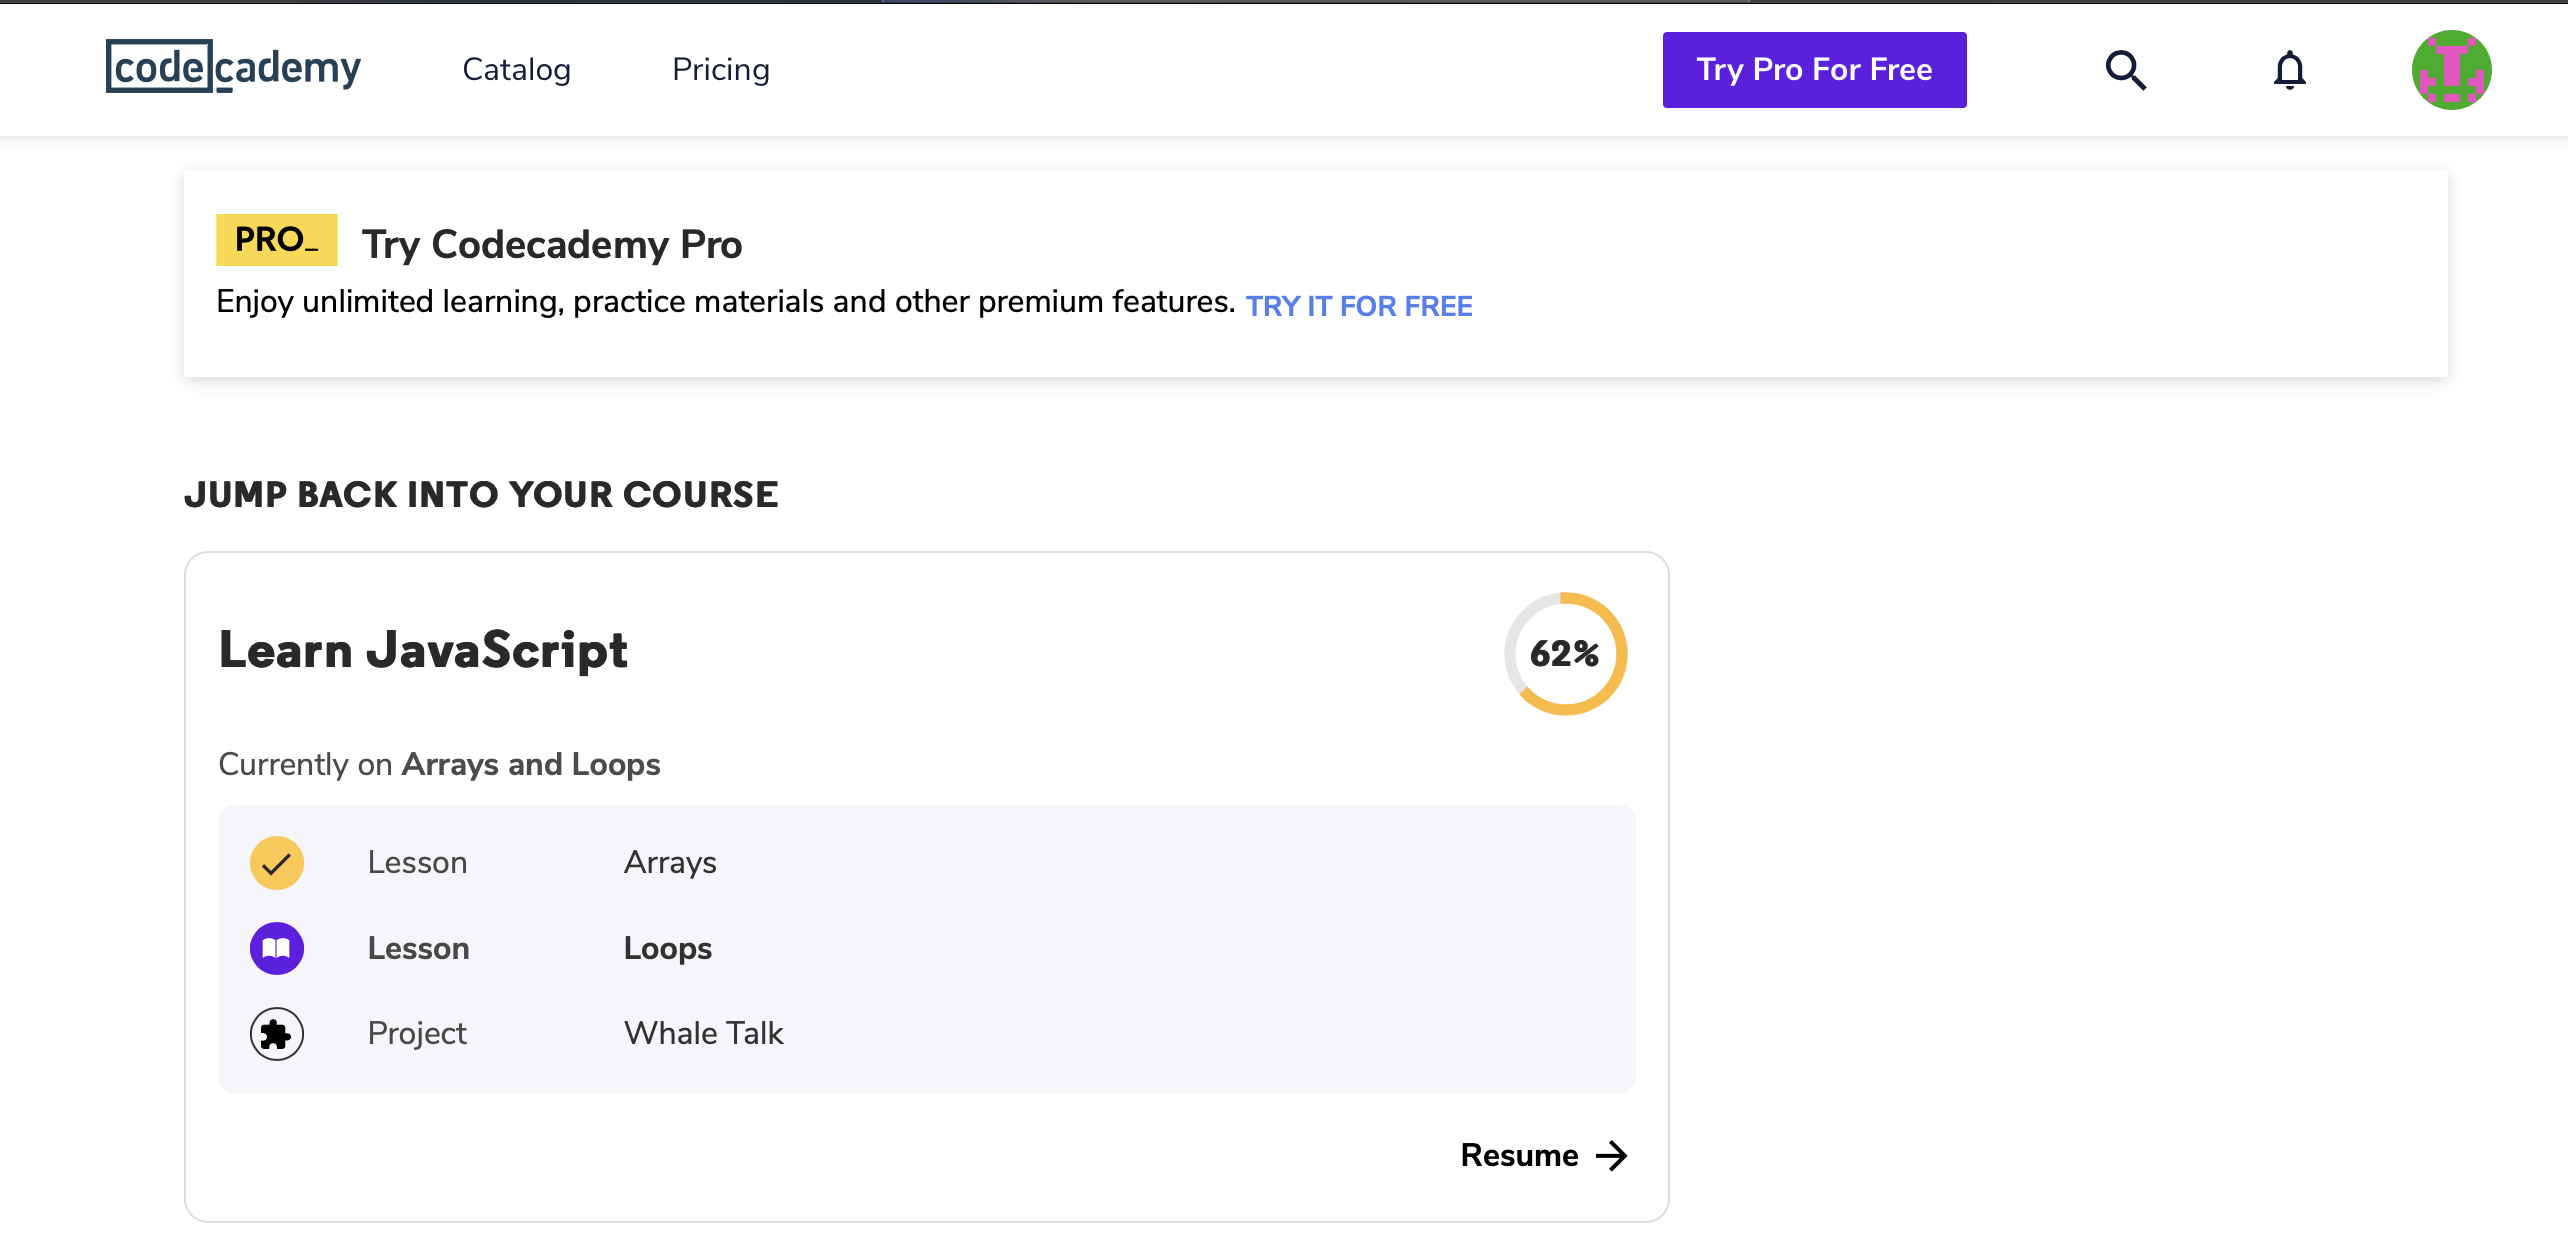 codecademy Catalog Pricing Try Pro For Free
PRO_ Try Codecademy Pro
Enjoy unlimited learning, practice materials and other premium features. TRY IT FOR FREE
JUMP BACK INTO YOUR COURSE
Learn JavaScript 62%
Currently on Arrays and Loops
Lesson Arrays
Lesson Loops
Project Whale Talk
Resume